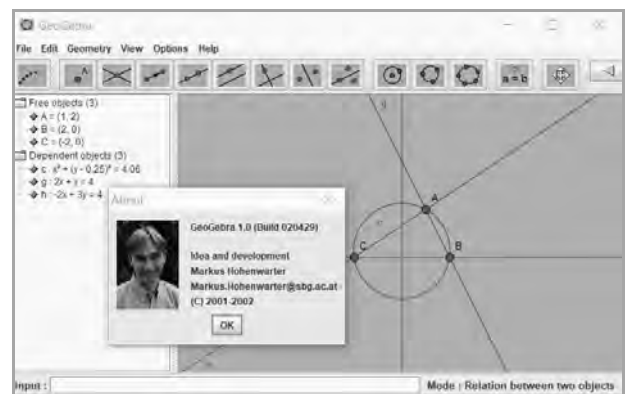 GeoGebra
File Edit Geometry View Options Help
a = b
Free objects (3)
A = (1, 2)
B = (2, 0)
C = (-2, 0)
Dependent objects (3)
c: x² + (y - 0.25)² = 4.06
g: 2x + y = 4
h: -2x + 3y = 4
About
GeoGebra 1.0 (Build 020429)
Idea and development
Markus Hohenwarter
Markus.Hohenwarter@sbg.ac.at
(C) 2001-2002
OK
g
A
c
C
B
Input :
Mode : Relation between two objects